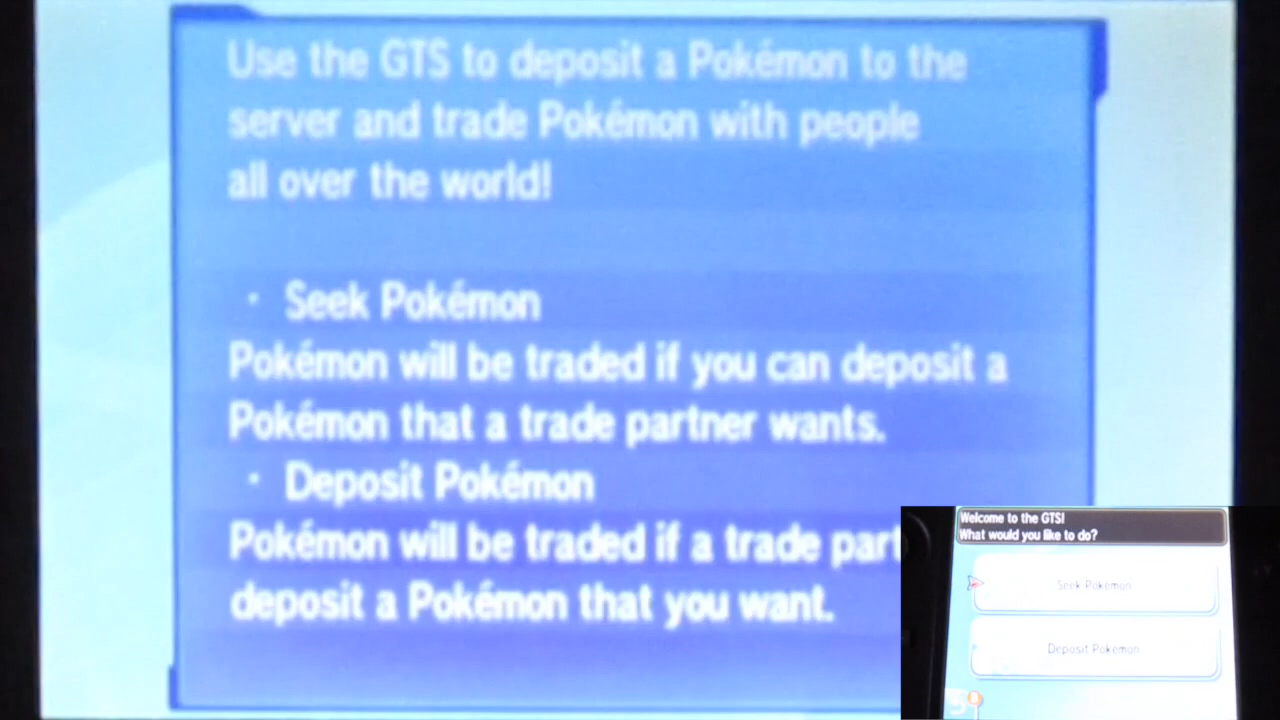 Use the GTS to deposit a Pokémon to the
server and trade Pokémon with people
all over the world!
· Seek Pokémon
Pokémon will be traded if you can deposit a
Pokémon that a trade partner wants.
· Deposit Pokémon
Pokémon will be traded if a trade part
deposit a Pokémon that you want.
Welcome to the GTS!
What would you like to do?
Seek Pokémon
Deposit Pokémon